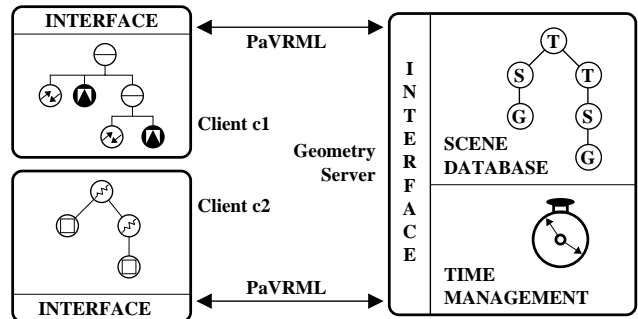 INTERFACE
PaVRML
Client c1
Geometry
Server
Client c2
INTERFACE
PaVRML
I
N
T
E
R
F
A
C
E
T
S
T
G
S
G
SCENE
DATABASE
TIME
MANAGEMENT